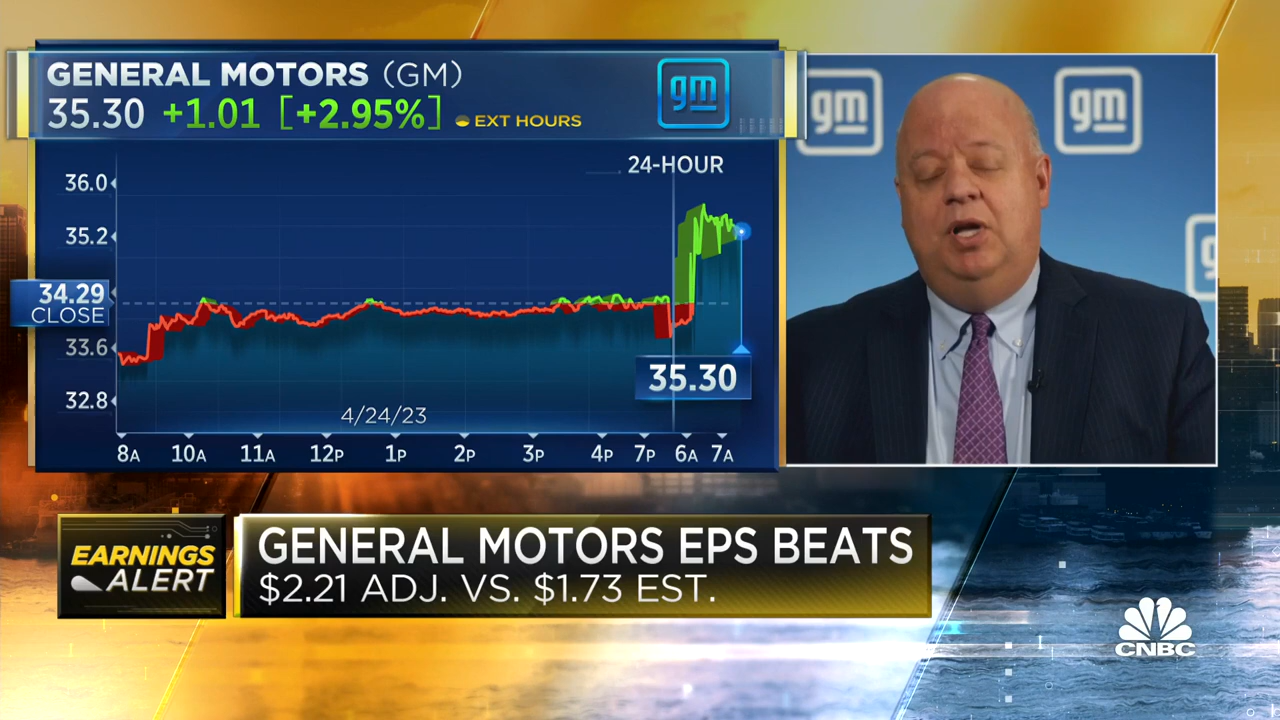 GENERAL MOTORS (GM)
35.30 +1.01 [+2.95%] EXT HOURS
gm
24-HOUR
36.0
35.2
34.29
CLOSE
33.6
32.8
35.30
4/24/23
8A 10A 11A 12P 1P 2P 3P 4P 7P 6A 7A
gm
gm
g
EARNINGS
ALERT
GENERAL MOTORS EPS BEATS
$2.21 ADJ. VS. $1.73 EST.
CNBC